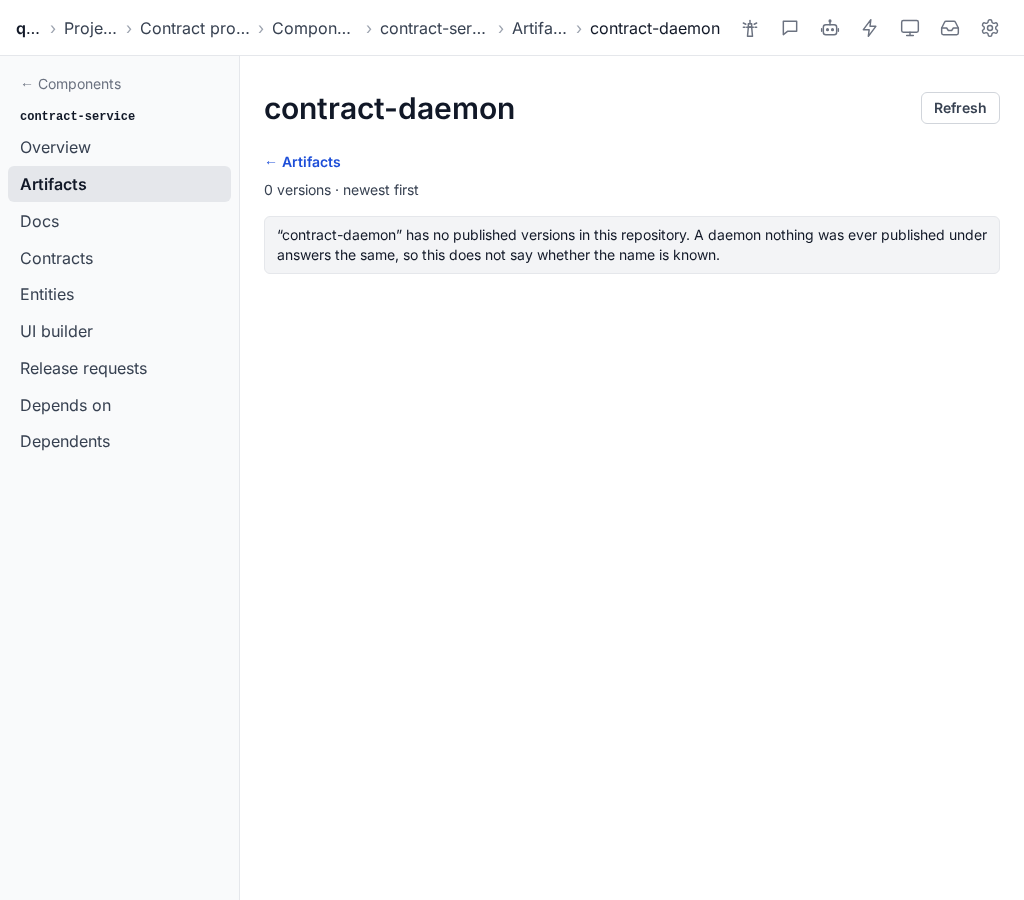 q… › Proje… › Contract pro… › Compon… › contract-ser… › Artifa… › contract-daemon
← Components
contract-service
Overview
Artifacts
Docs
Contracts
Entities
UI builder
Release requests
Depends on
Dependents
contract-daemon
Refresh
← Artifacts
0 versions · newest first
“contract-daemon” has no published versions in this repository. A daemon nothing was ever published under
answers the same, so this does not say whether the name is known.